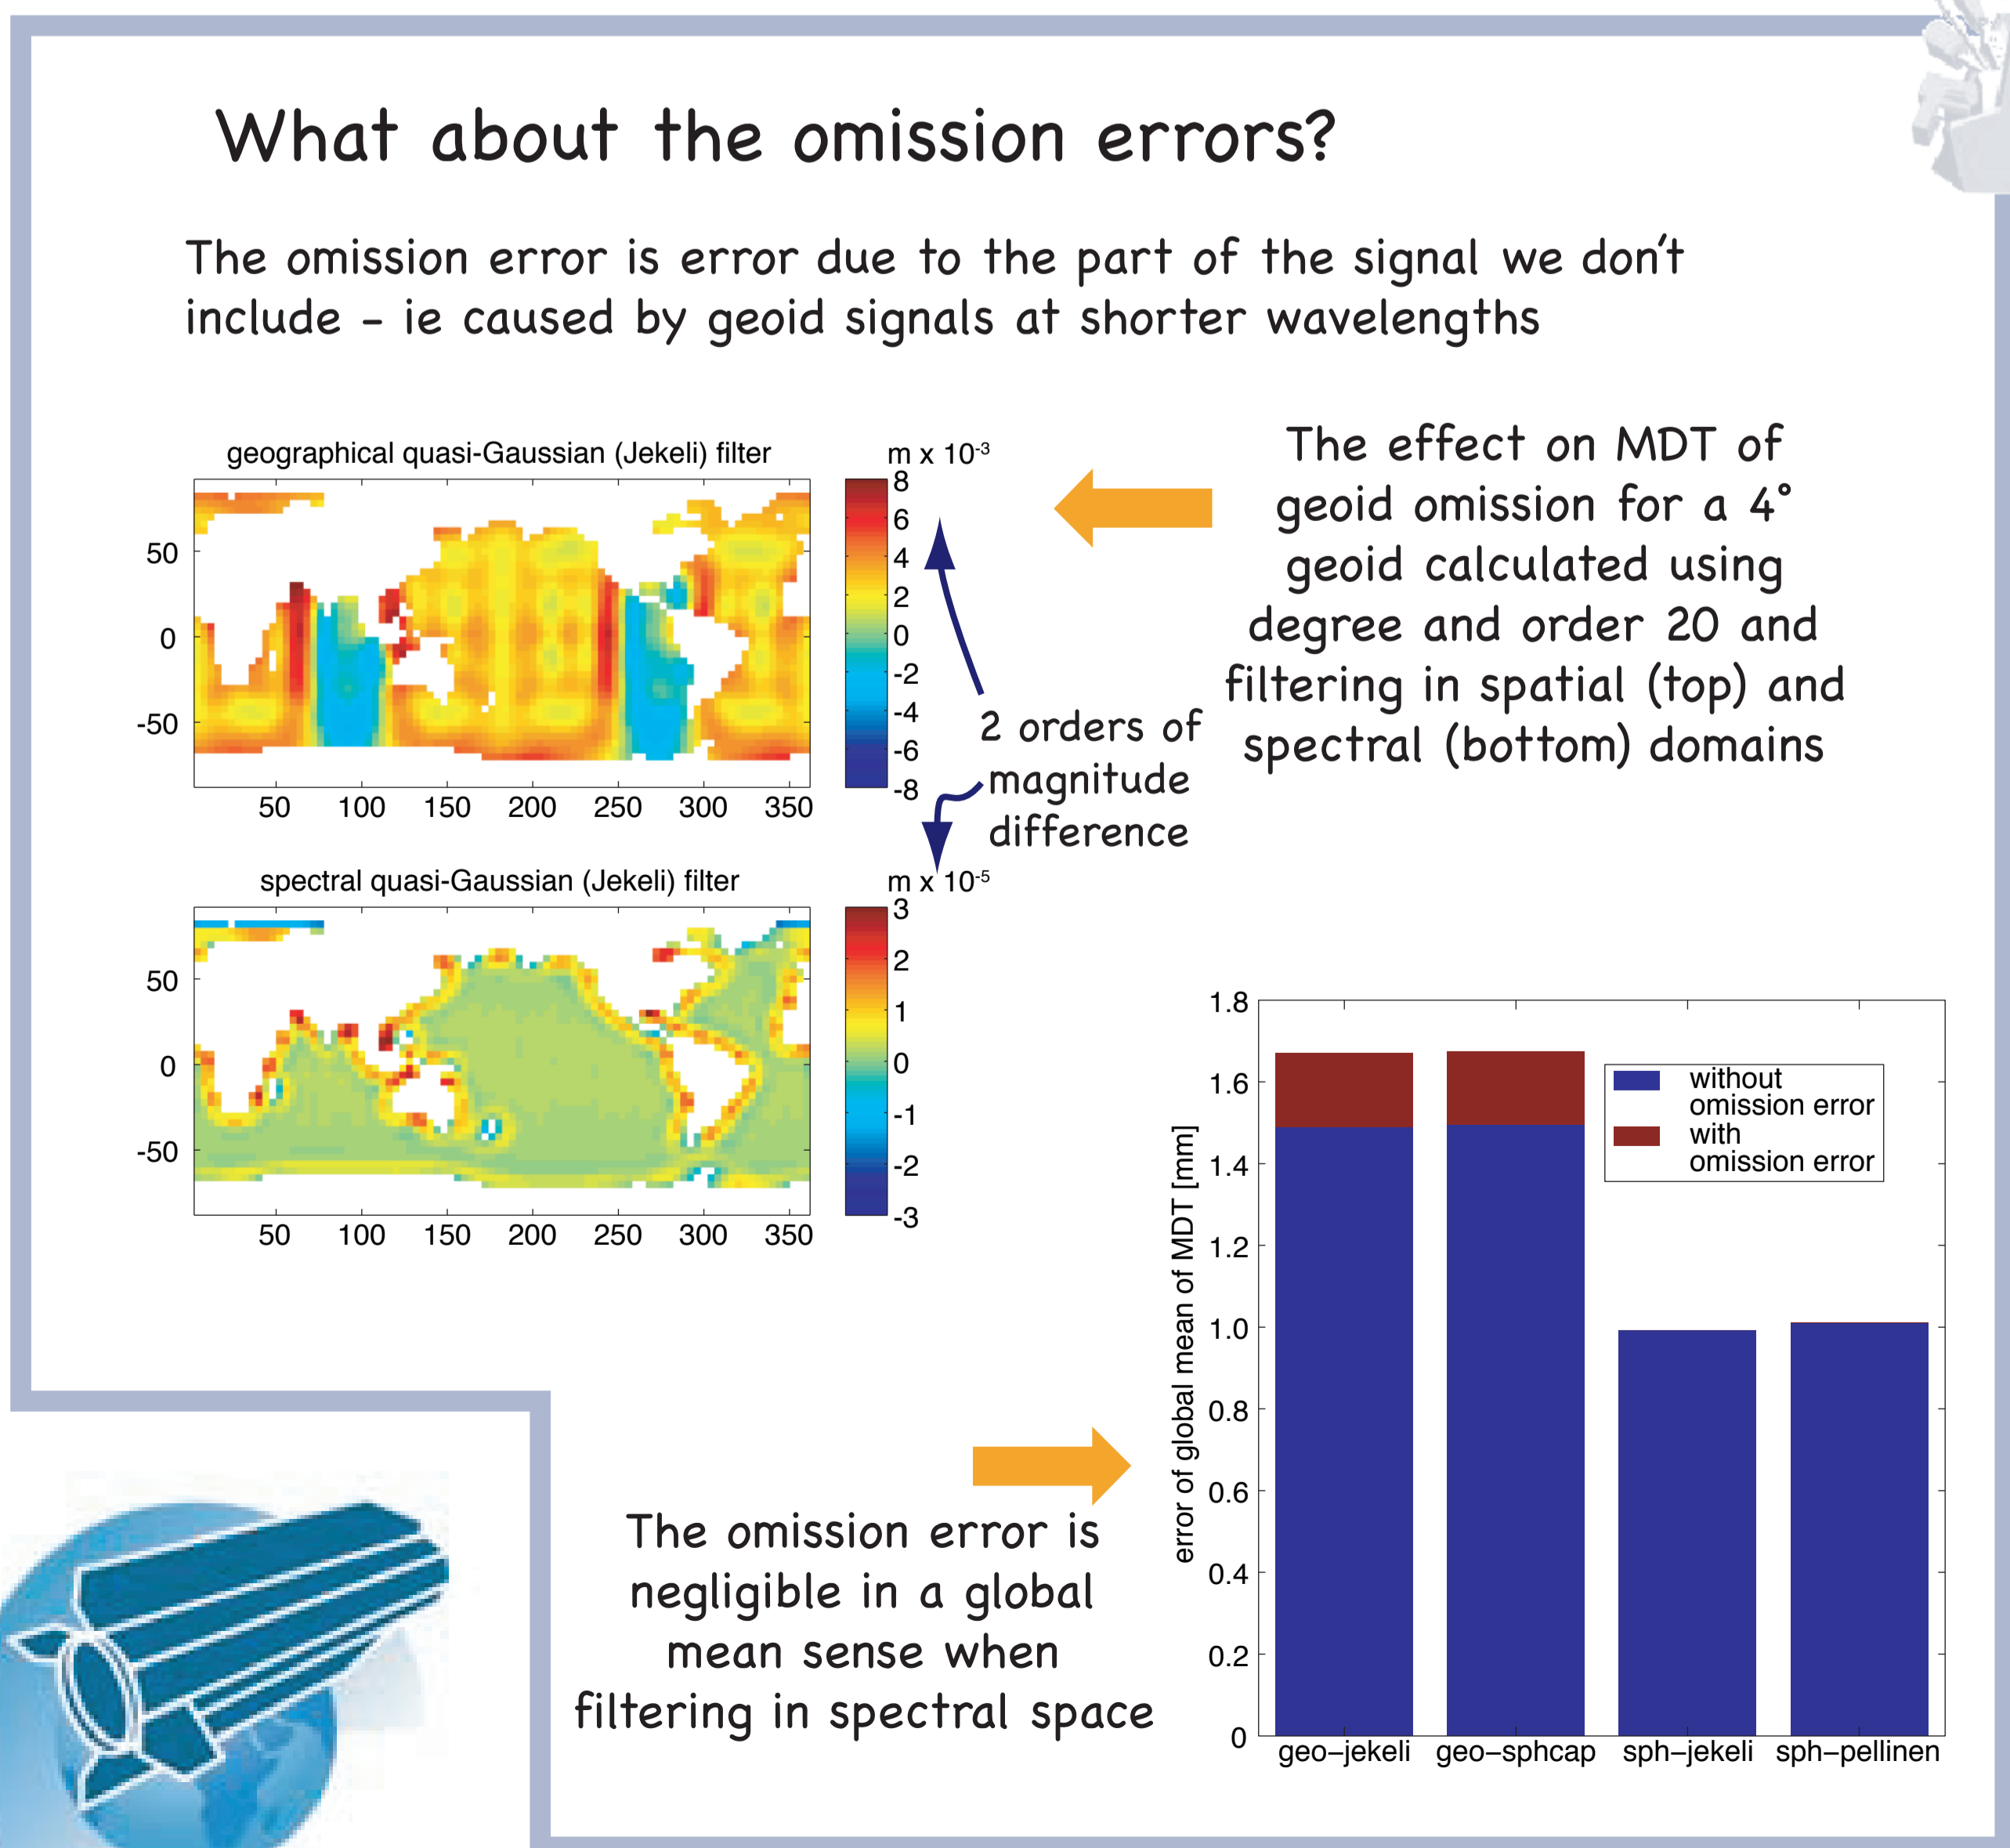 What about the omission errors?
The omission error is error due to the part of the signal we don't
include - ie caused by geoid signals at shorter wavelengths
geographical quasi-Gaussian (Jekeli) filter
m x 10-3
50
0
-50
50 100 150 200 250 300 350
8
6
4
2
0
-2
-4
-6
-8
The effect on MDT of
geoid omission for a 4°
geoid calculated using
degree and order 20 and
filtering in spatial (top) and
spectral (bottom) domains
2 orders of
magnitude
difference
spectral quasi-Gaussian (Jekeli) filter
m x 10-5
50
0
-50
50 100 150 200 250 300 350
3
2
1
0
-1
-2
-3
The omission error is
negligible in a global
mean sense when
filtering in spectral space
error of global mean of MDT [mm]
1.8
1.6
1.4
1.2
1.0
0.8
0.6
0.4
0.2
0
without
omission error
with
omission error
geo–jekeli geo–sphcap sph–jekeli sph–pellinen